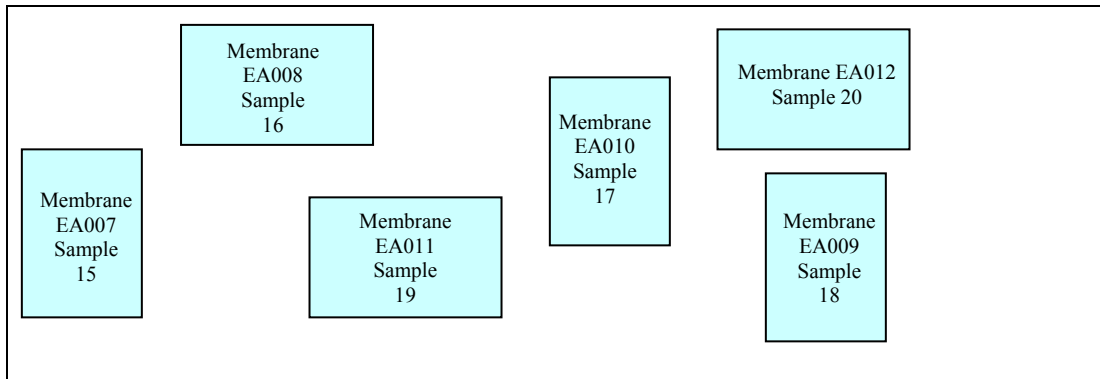 Membrane
EA008
Sample
16
Membrane EA012
Sample 20
Membrane
EA010
Sample
17
Membrane
EA007
Sample
15
Membrane
EA011
Sample
19
Membrane
EA009
Sample
18